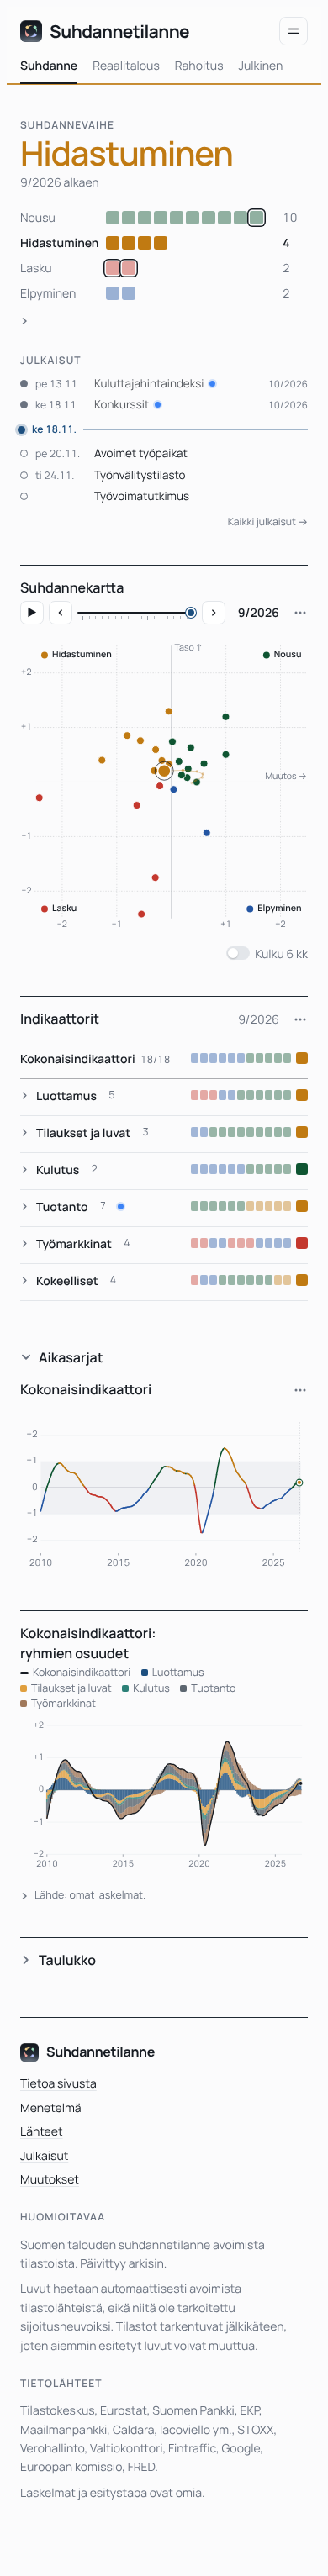 Suhdannetilanne
Suhdanne Reaalitalous Rahoitus Julkinen
SUHDANNEVAIHE
Hidastuminen
9/2026 alkaen
Nousu 10
Hidastuminen 4
Lasku 2
Elpyminen 2
JULKAISUT
pe 13.11. Kuluttajahintaindeksi 10/2026
ke 18.11. Konkurssit 10/2026
ke 18.11.
pe 20.11. Avoimet työpaikat
ti 24.11. Työnvälitystilasto
Työvoimatutkimus
Kaikki julkaisut →
Suhdannekartta
9/2026
Taso ↑
Hidastuminen Nousu
+2
+1
Muutos →
−1
−2
Lasku Elpyminen
−2 −1 +1 +2
Kulku 6 kk
Indikaattorit 9/2026
Kokonaisindikaattori 18/18
Luottamus 5
Tilaukset ja luvat 3
Kulutus 2
Tuotanto 7
Työmarkkinat 4
Kokeelliset 4
Aikasarjat
Kokonaisindikaattori
+2
+1
0
−1
−2
2010 2015 2020 2025
Kokonaisindikaattori:
ryhmien osuudet
Kokonaisindikaattori Luottamus
Tilaukset ja luvat Kulutus Tuotanto
Työmarkkinat
+2
+1
0
−1
−2
2010 2015 2020 2025
Lähde: omat laskelmat.
Taulukko
Suhdannetilanne
Tietoa sivusta
Menetelmä
Lähteet
Julkaisut
Muutokset
HUOMIOITAVAA
Suomen talouden suhdannetilanne avoimista
tilastoista. Päivittyy arkisin.
Luvut haetaan automaattisesti avoimista
tilastolähteistä, eikä niitä ole tarkoitettu
sijoitusneuvoiksi. Tilastot tarkentuvat jälkikäteen,
joten aiemmin esitetyt luvut voivat muuttua.
TIETOLÄHTEET
Tilastokeskus, Eurostat, Suomen Pankki, EKP,
Maailmanpankki, Caldara, Iacoviello ym., STOXX,
Verohallinto, Valtiokonttori, Fintraffic, Google,
Euroopan komissio, FRED.
Laskelmat ja esitystapa ovat omia.